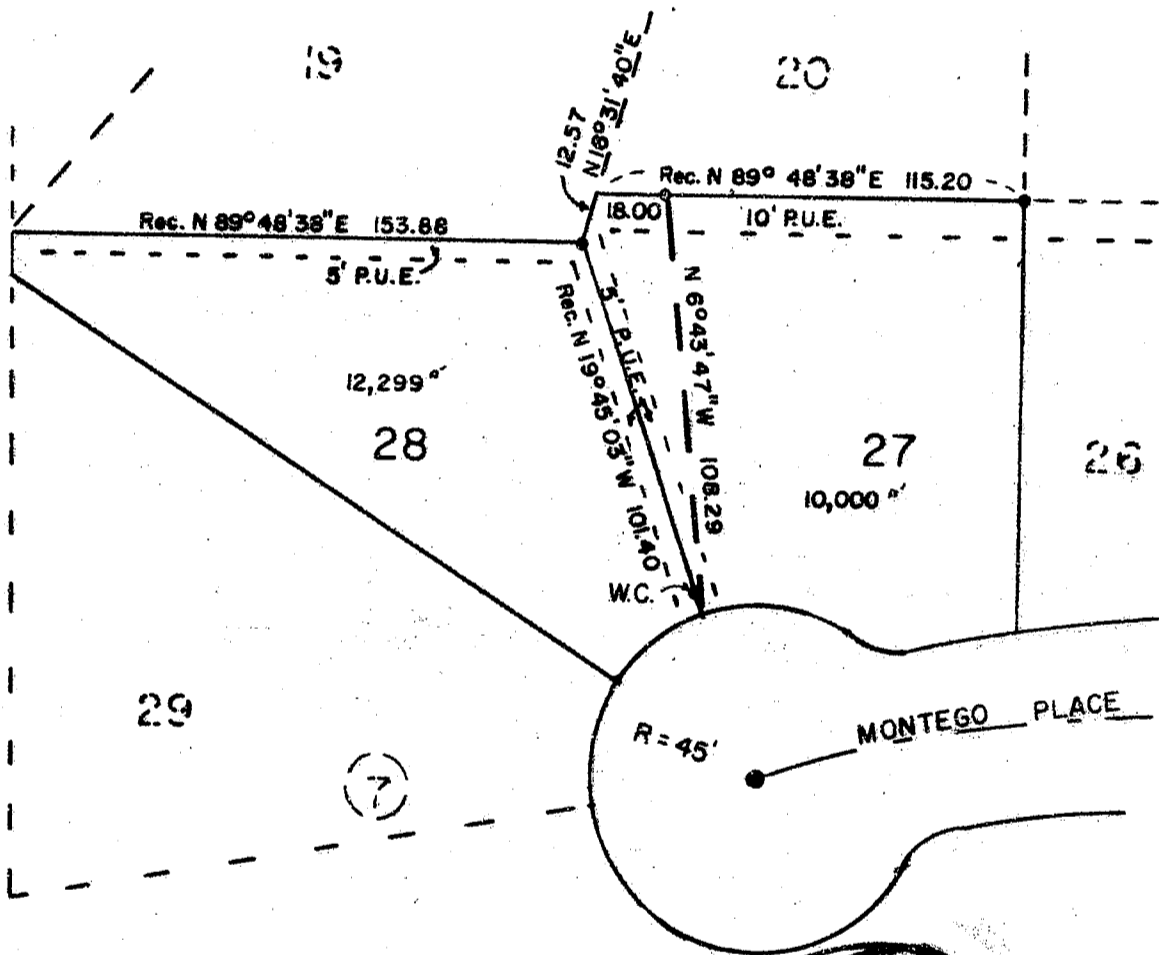 19
20
12.57
N 18° 31' 40" E
Rec. N 89° 48' 38" E 115.20
18.00
10' P.U.E.
Rec. N 89° 48' 38" E 153.88
5' P.U.E.
Rec. N 19° 45' 03" W 101.40
5' P.U.E.
N 6° 43' 47" W 108.29
12,299 □'
28
27
10,000 □'
26
W.C.
29
7
R = 45'
MONTEGO PLACE